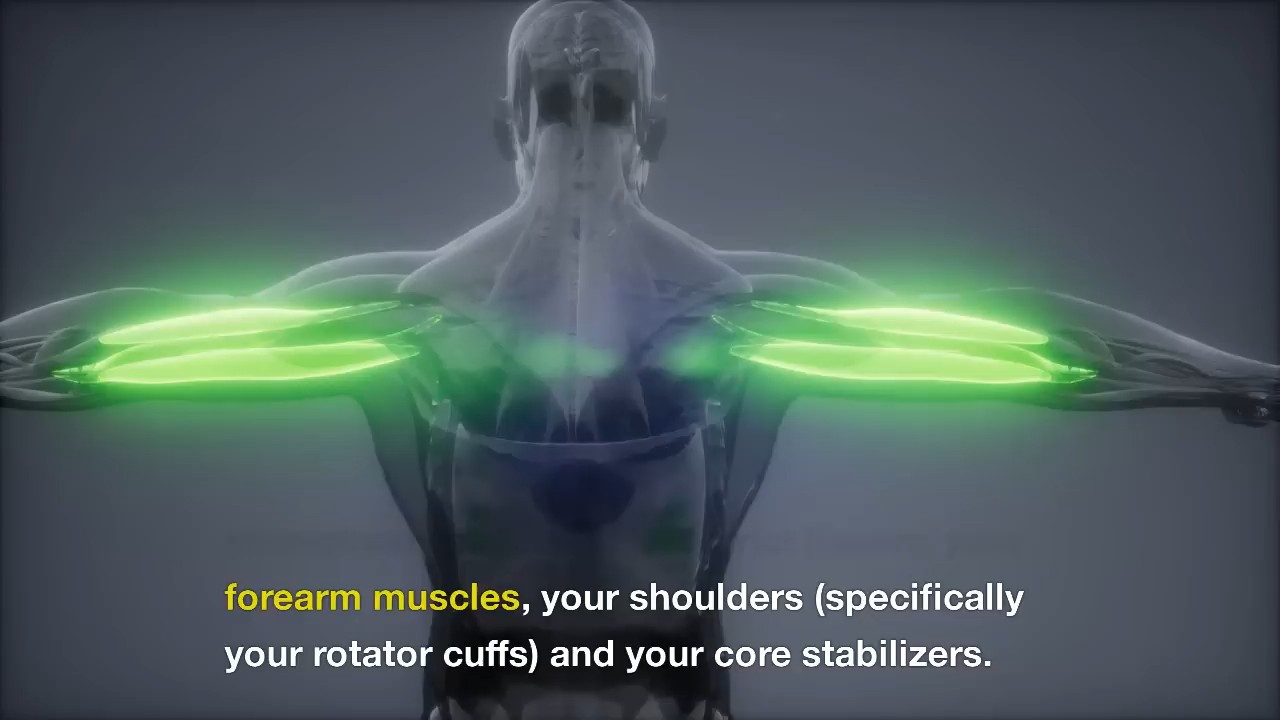 forearm muscles, your shoulders (specifically
your rotator cuffs) and your core stabilizers.